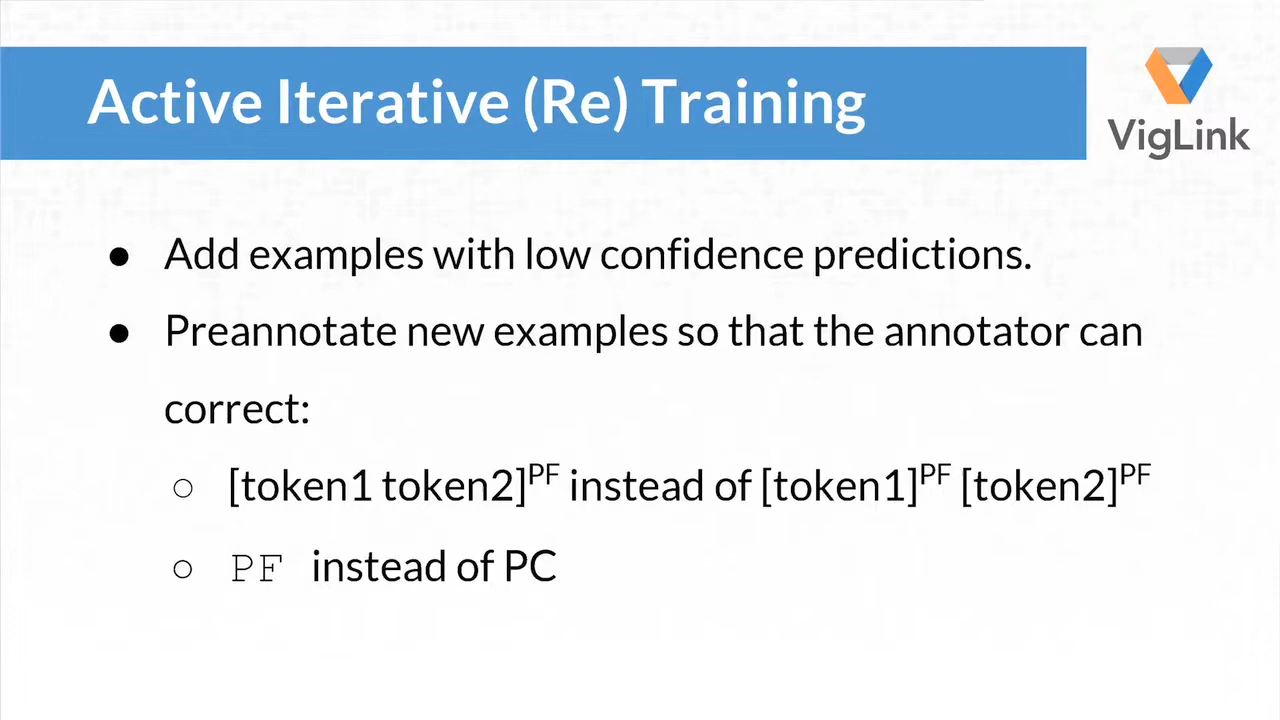 Active Iterative (Re) Training
VigLink
● Add examples with low confidence predictions.
● Preannotate new examples so that the annotator can
correct:
○ [token1 token2]^PF instead of [token1]^PF [token2]^PF
○ PF instead of PC